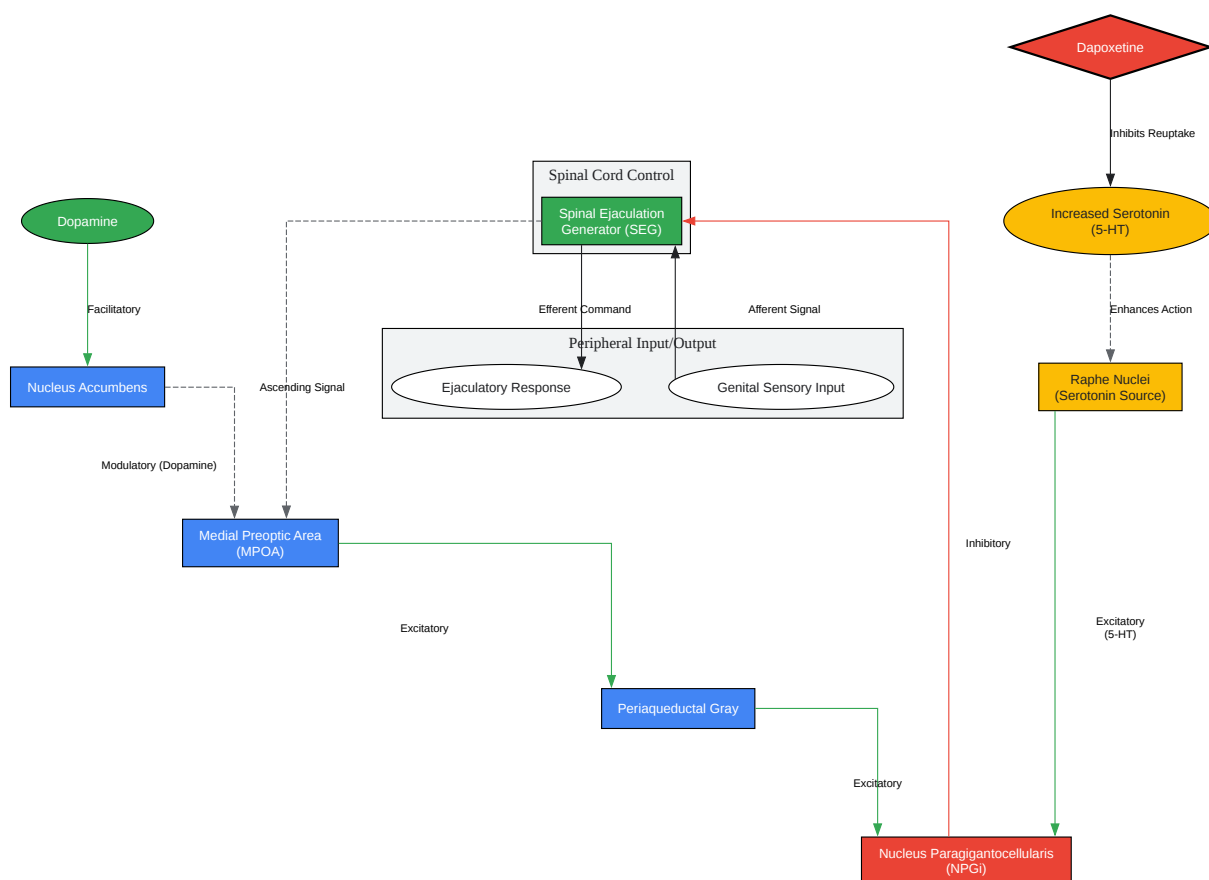 Dapoxetine
Inhibits Reuptake
Spinal Cord Control
Dopamine
Spinal Ejaculation
Generator (SEG)
Increased Serotonin
(5-HT)
Facilitatory
Efferent Command
Afferent Signal
Enhances Action
Peripheral Input/Output
Nucleus Accumbens
Ascending Signal
Ejaculatory Response
Genital Sensory Input
Raphe Nuclei
(Serotonin Source)
Modulatory (Dopamine)
Medial Preoptic Area
(MPOA)
Inhibitory
Excitatory
Excitatory
(5-HT)
Periaqueductal Gray
Excitatory
Nucleus Paragigantocellularis
(NPGi)